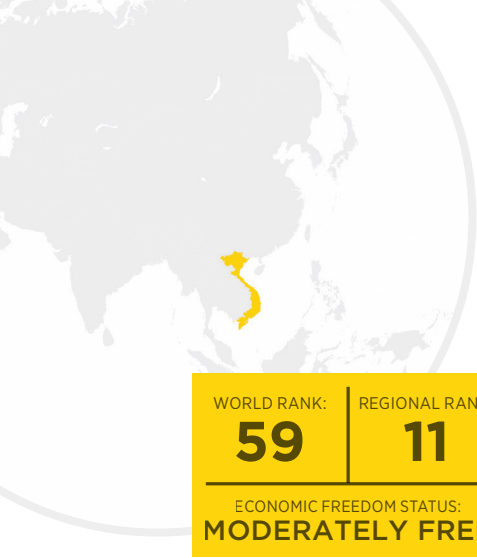 WORLD RANK:
REGIONAL RAN
59
11
ECONOMIC FREEDOM STATUS:
MODERATELY FRE